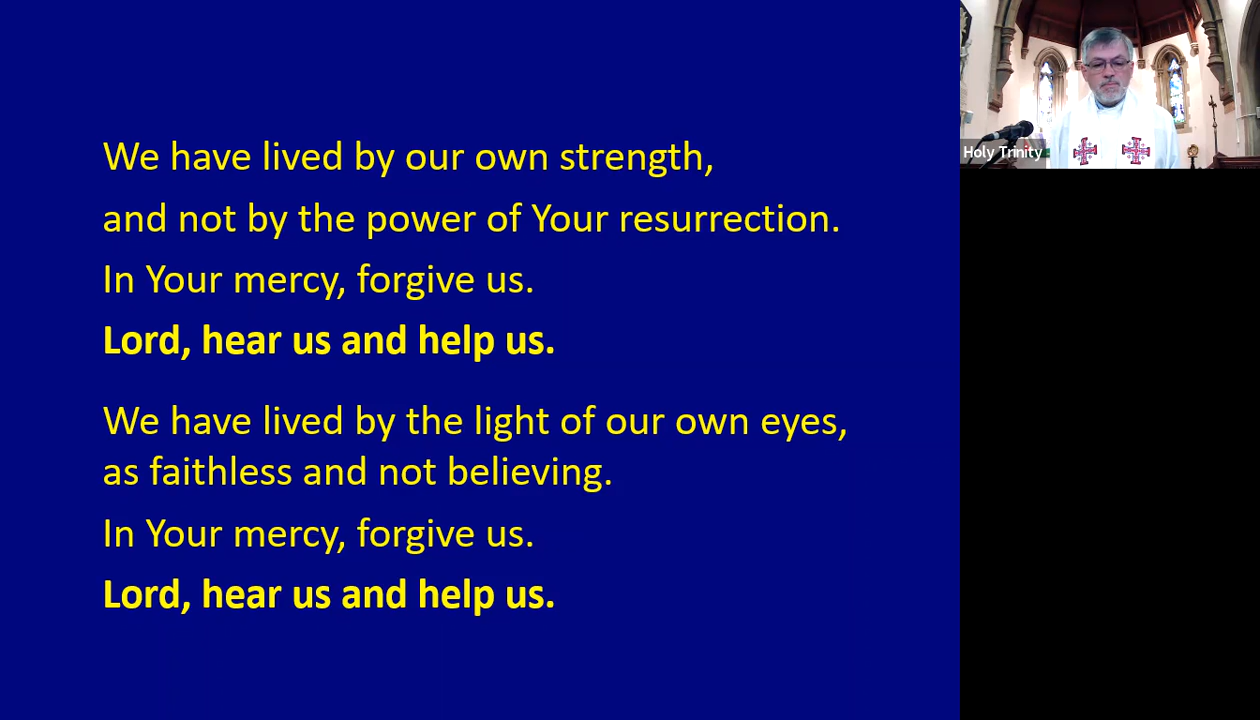 We have lived by our own strength,
and not by the power of Your resurrection.
In Your mercy, forgive us.
Lord, hear us and help us.
We have lived by the light of our own eyes,
as faithless and not believing.
In Your mercy, forgive us.
Lord, hear us and help us.
Holy Trinity